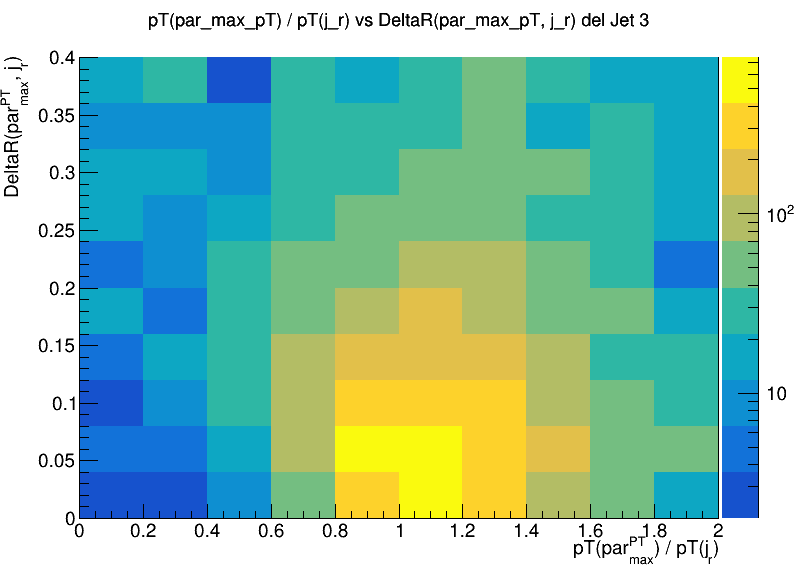 pT(par_max_pT) / pT(j_r) vs DeltaR(par_max_pT, j_r) del Jet 3
DeltaR(par^PT_max, j_r)
0.4
0.35
0.3
0.25
0.2
0.15
0.1
0.05
0
10^2
10
0 0.2 0.4 0.6 0.8 1 1.2 1.4 1.6 1.8 2
pT(par^PT_max) / pT(j_r)